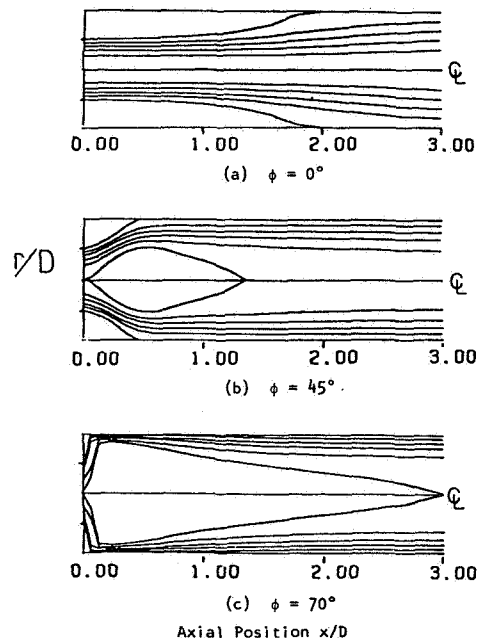 ℄
0.00 1.00 2.00 3.00
(a) φ = 0°
r/D
℄
0.00 1.00 2.00 3.00
(b) φ = 45°
℄
0.00 1.00 2.00 3.00
(c) φ = 70°
Axial Position x/D